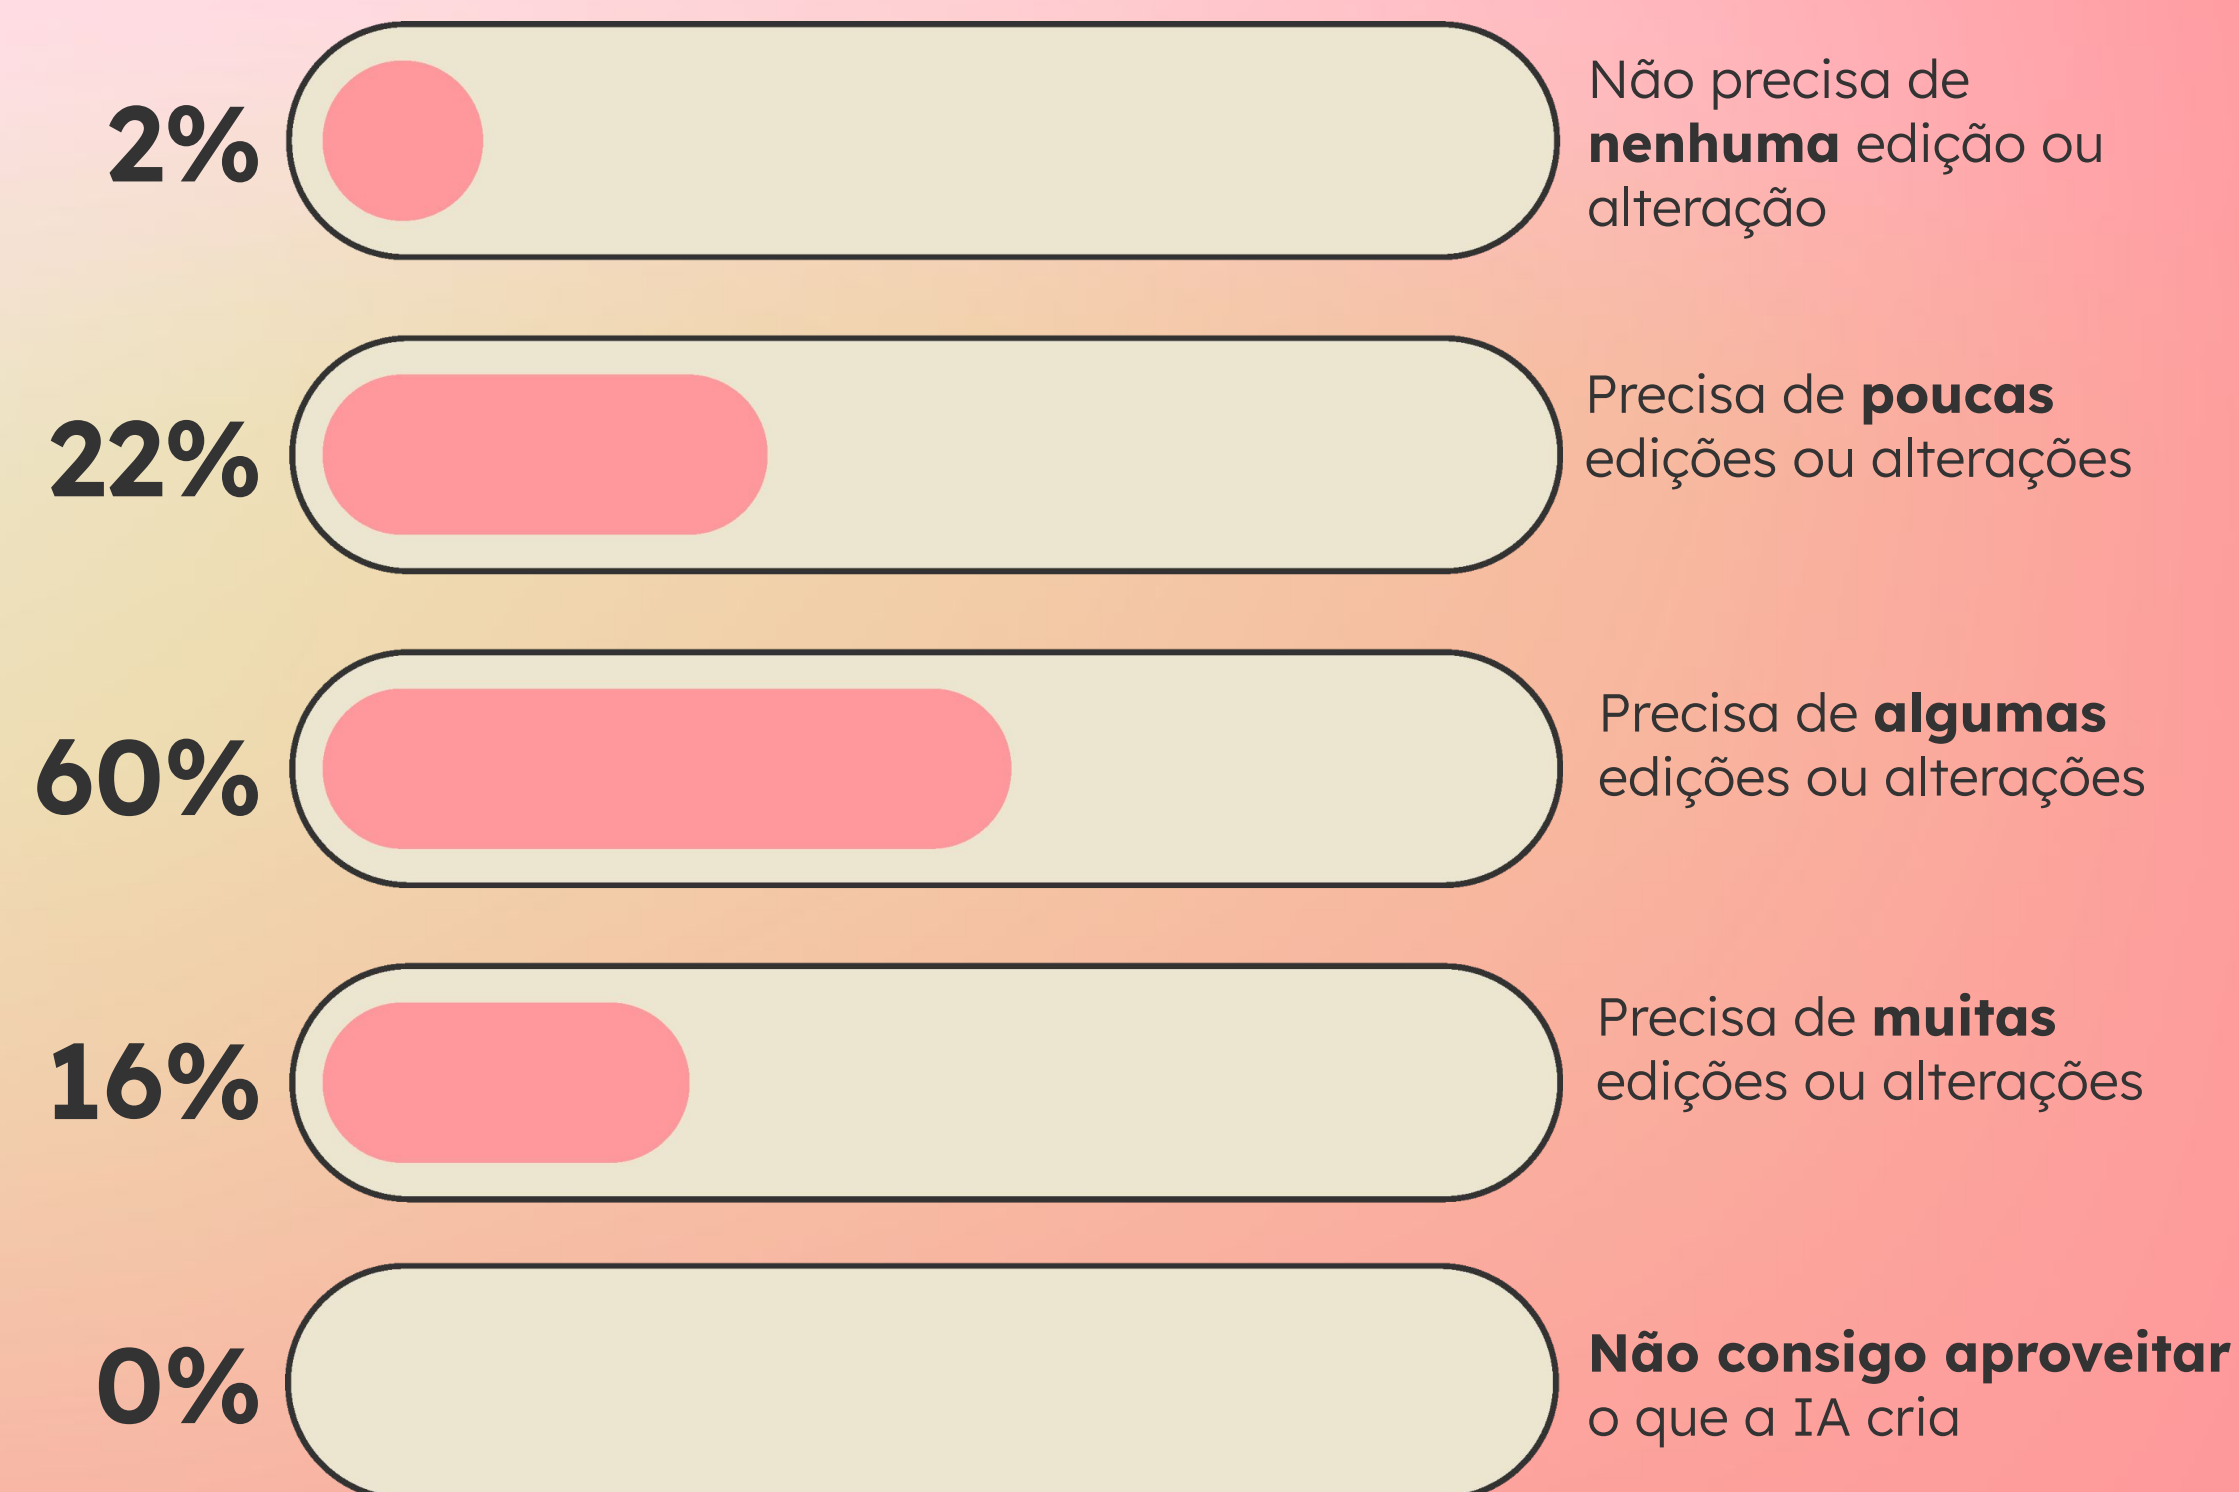 2%
Não precisa de
nenhuma edição ou
alteração
22%
Precisa de poucas
edições ou alterações
60%
Precisa de algumas
edições ou alterações
16%
Precisa de muitas
edições ou alterações
0%
Não consigo aproveitar
o que a IA cria